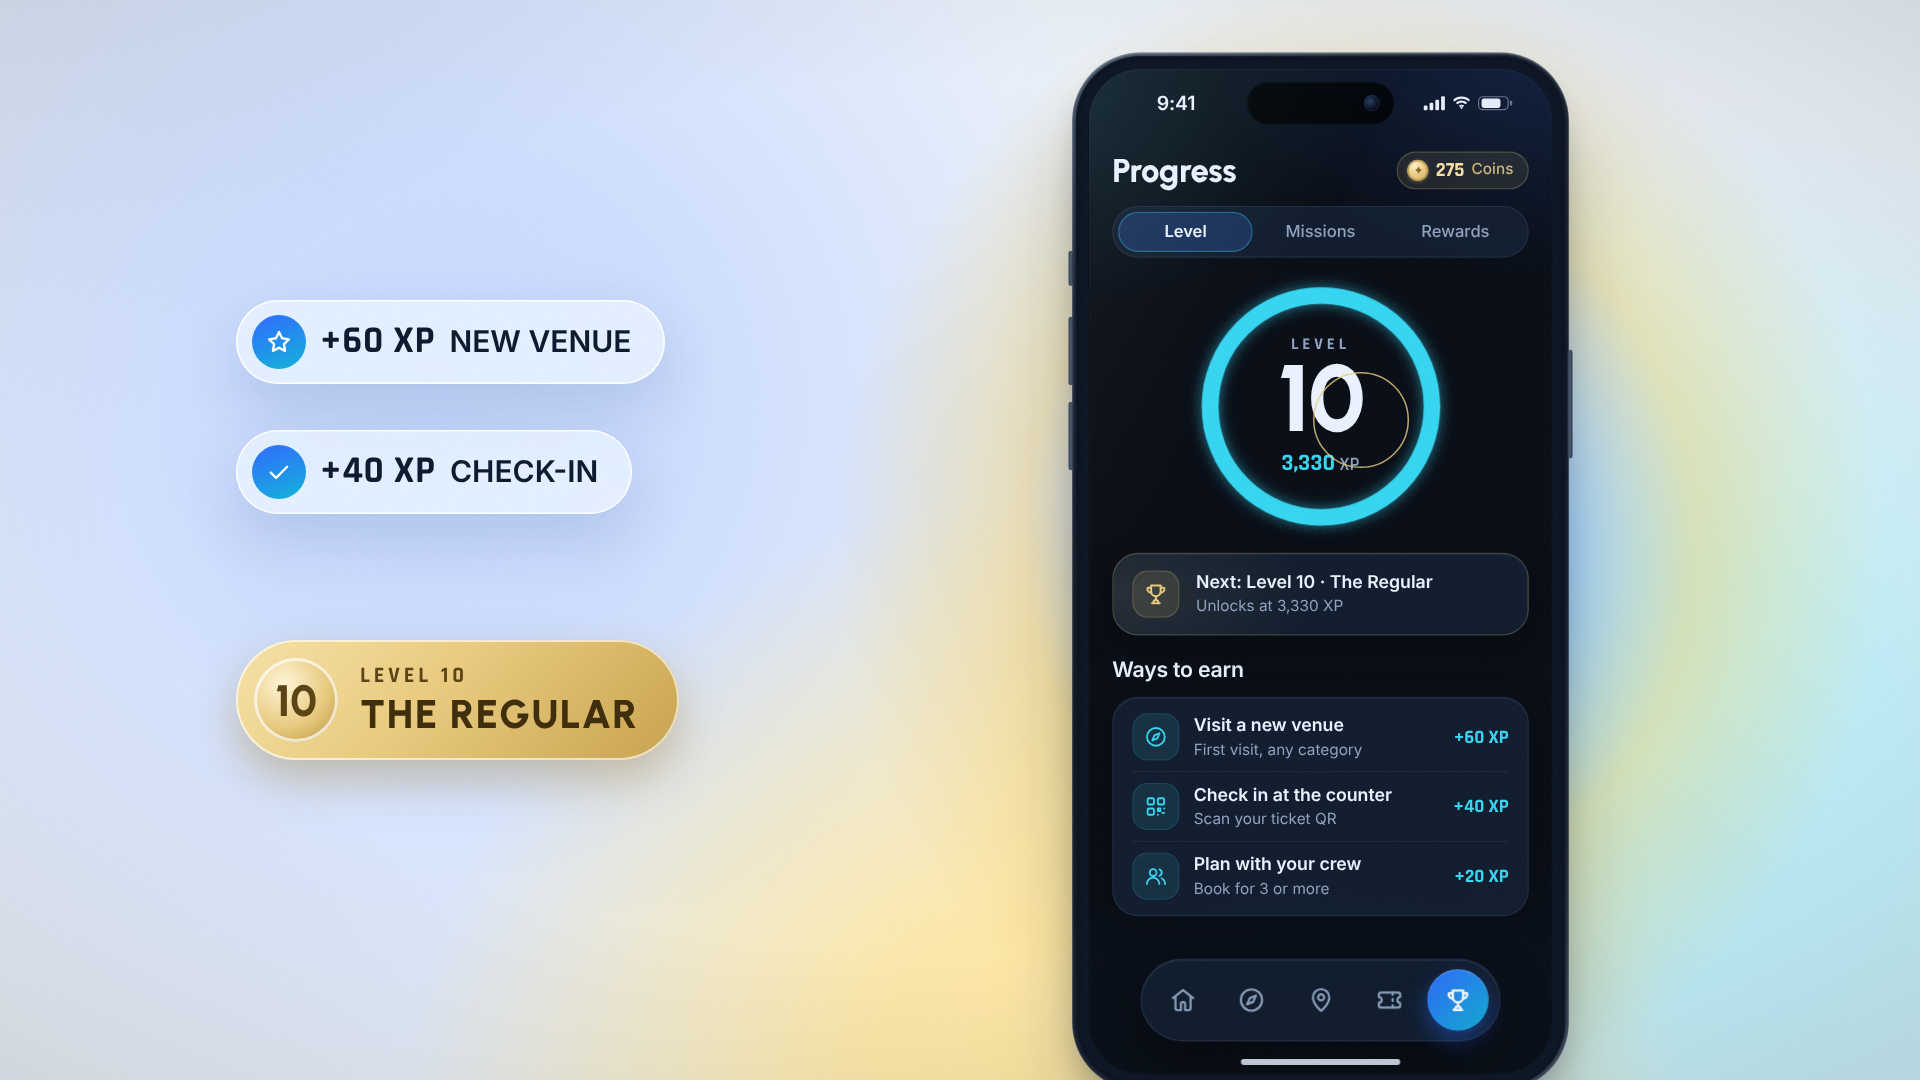 +60 XP NEW VENUE
+40 XP CHECK-IN
10
LEVEL 10
THE REGULAR
9:41
Progress
275 Coins
Level Missions Rewards
LEVEL
10
3,330 XP
Next: Level 10 · The Regular
Unlocks at 3,330 XP
Ways to earn
Visit a new venue
First visit, any category
+60 XP
Check in at the counter
Scan your ticket QR
+40 XP
Plan with your crew
Book for 3 or more
+20 XP